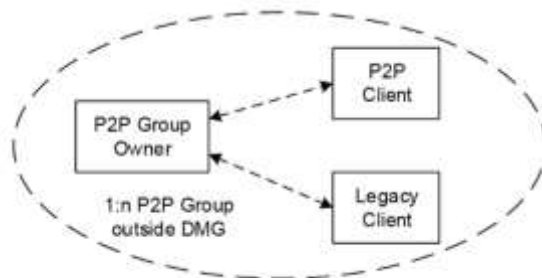 P2P
Client
P2P Group
Owner
1:n P2P Group
outside DMG
Legacy
Client